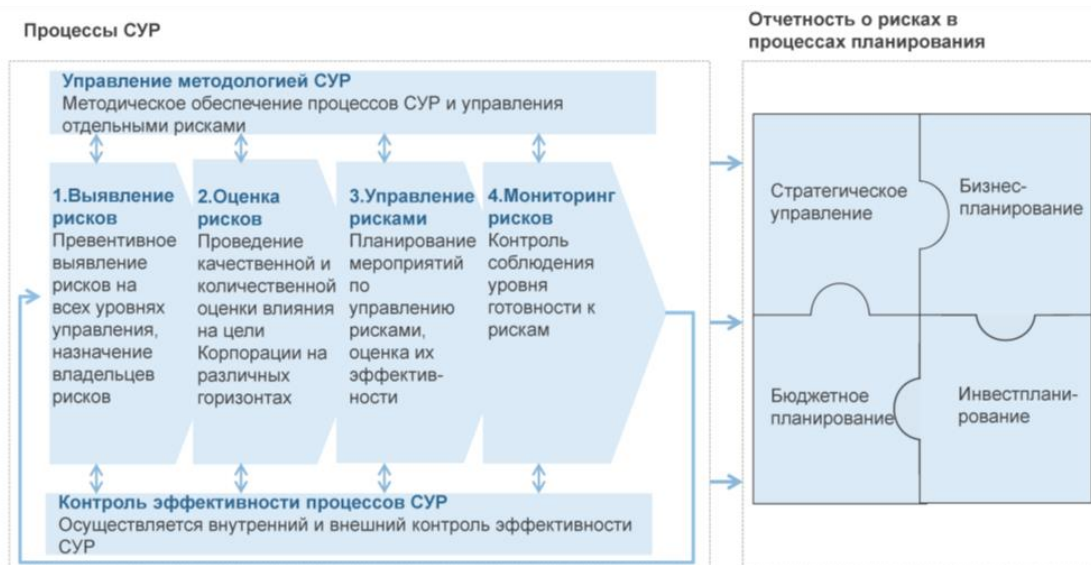 Процессы СУР
Отчетность о рисках в
процессах планирования
Управление методологией СУР
Методическое обеспечение процессов СУР и управления
отдельными рисками
1.Выявление
рисков
Превентивное
выявление
рисков на
всех уровнях
управления,
назначение
владельцев
рисков
2.Оценка
рисков
Проведение
качественной и
количественной
оценки влияния
на цели
Корпорации на
различных
горизонтах
3.Управление
рисками
Планирование
мероприятий
по
управлению
рисками,
оценка их
эффектив-
ности
4.Мониторинг
рисков
Контроль
соблюдения
уровня
готовности к
рискам
Контроль эффективности процессов СУР
Осуществляется внутренний и внешний контроль эффективности
СУР
Стратегическое
управление
Бизнес-
планирование
Бюджетное
планирование
Инвестплани-
рование